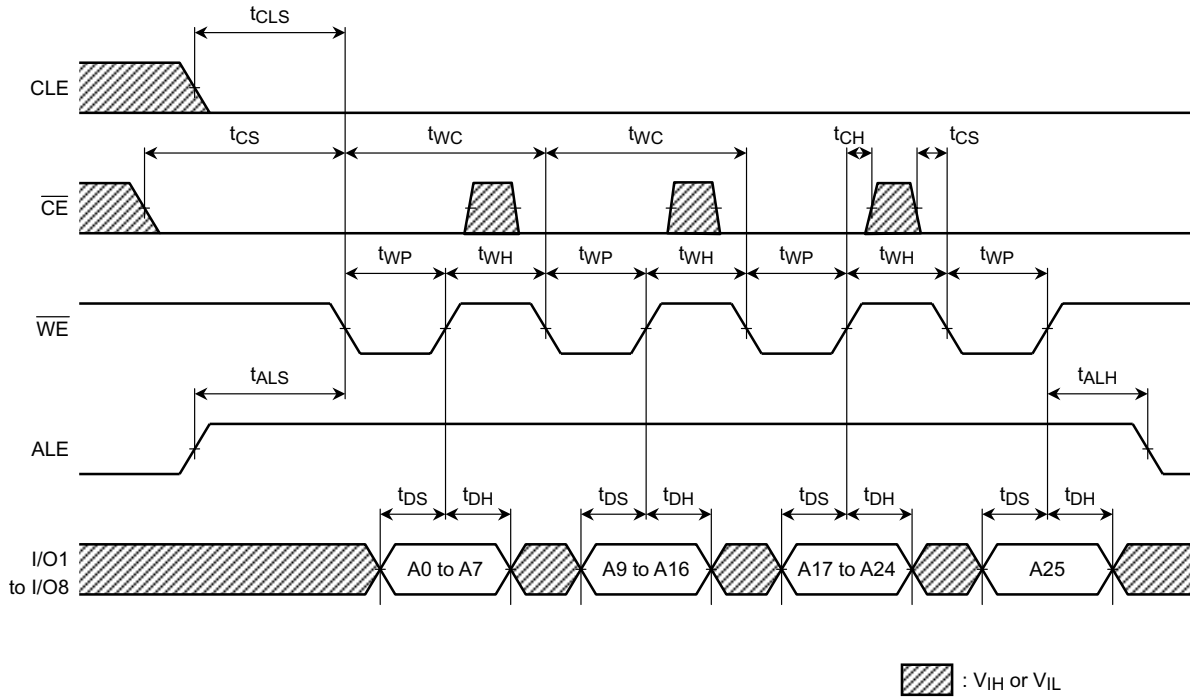 tCLS
CLE
tCS tWC tWC tCH tCS
CE
tWP tWH tWP tWH tWP tWH tWP
WE
tALS tALH
ALE
tDS tDH tDS tDH tDS tDH tDS tDH
I/O1
to I/O8
A0 to A7 A9 to A16 A17 to A24 A25
: VIH or VIL